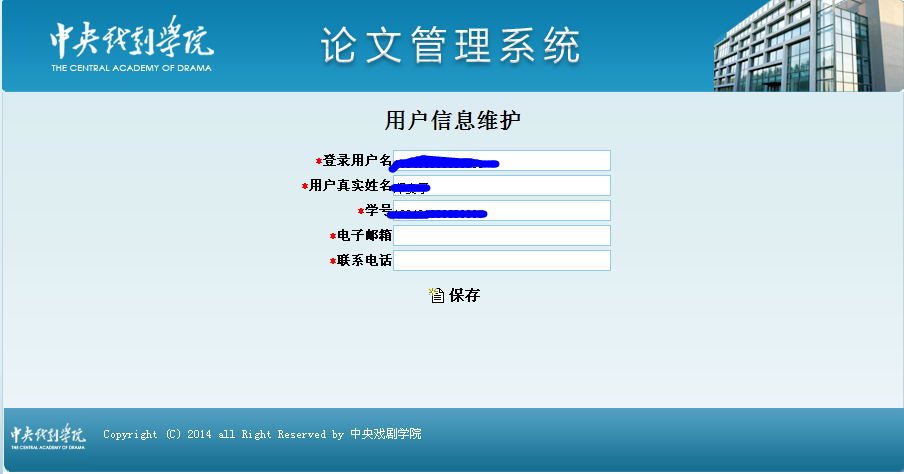 中央戏剧学院
THE CENTRAL ACADEMY OF DRAMA
论文管理系统
用户信息维护
*登录用户名
*用户真实姓名
*学号
*电子邮箱
*联系电话
保存
中央戏剧学院
THE CENTRAL ACADEMY OF DRAMA
Copyright (C) 2014 all Right Reserved by 中央戏剧学院